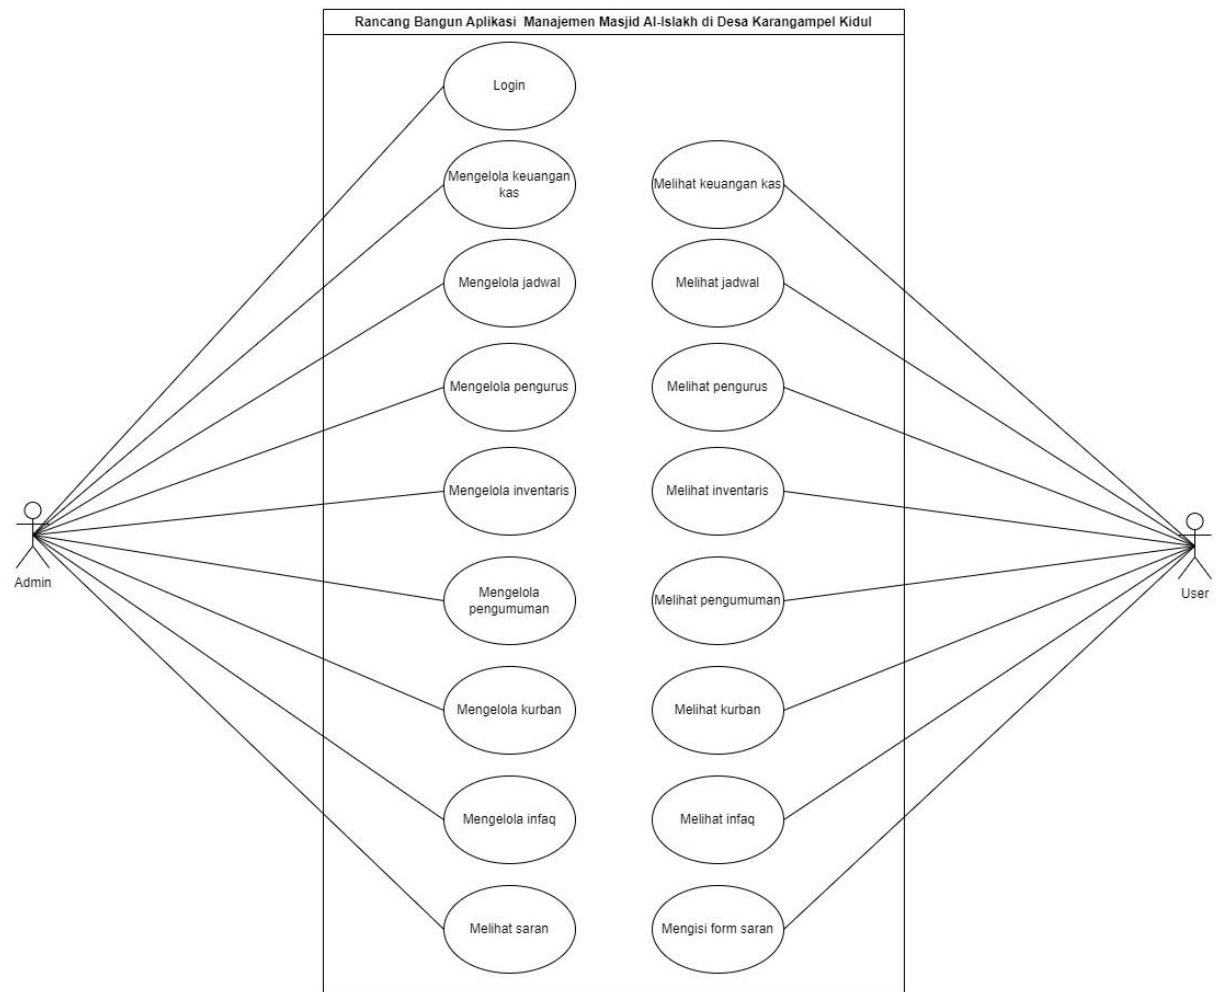 Rancang Bangun Aplikasi Manajemen Masjid Al-Islakh di Desa Karangampel Kidul
Login
Mengelola keuangan
kas
Melihat keuangan kas
Mengelola jadwal
Melihat jadwal
Mengelola pengurus
Melihat pengurus
Mengelola inventaris
Melihat inventaris
Admin
User
Mengelola
pengumuman
Melihat pengumuman
Mengelola kurban
Melihat kurban
Mengelola infaq
Melihat infaq
Melihat saran
Mengisi form saran